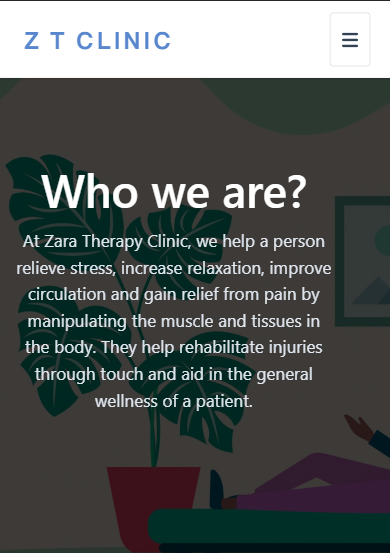 Z T CLINIC
Who we are?
At Zara Therapy Clinic, we help a person
relieve stress, increase relaxation, improve
circulation and gain relief from pain by
manipulating the muscle and tissues in
the body. They help rehabilitate injuries
through touch and aid in the general
wellness of a patient.